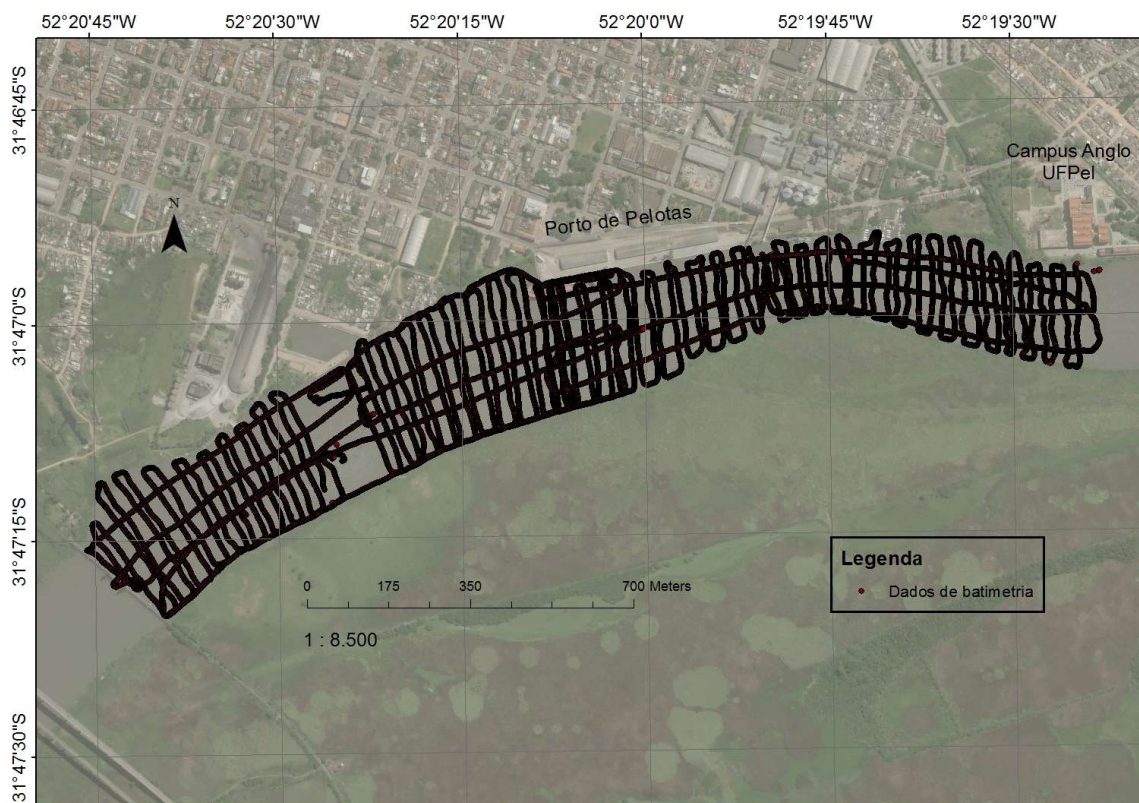 52°20'45"W 52°20'30"W 52°20'15"W 52°20'0"W 52°19'45"W 52°19'30"W
31°46'45"S
Campus Anglo
UFPel
N
Porto de Pelotas
31°47'0"S
31°47'15"S
Legenda
0 175 350 700 Meters
Dados de batimetria
1 : 8.500
31°47'30"S